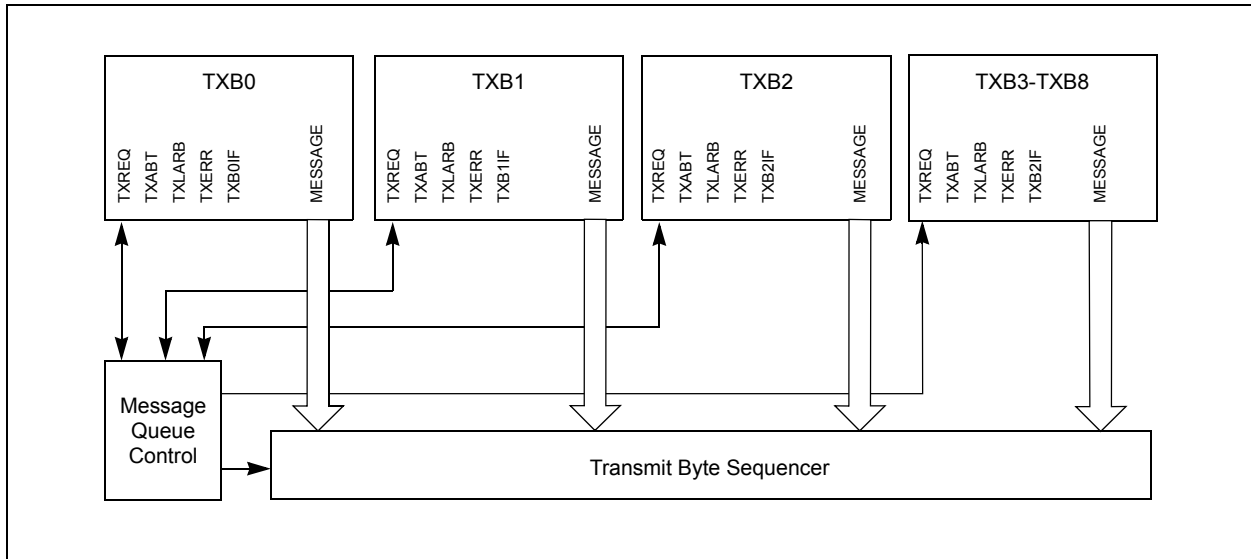 TXB0
TXREQ
TXABT
TXLARB
TXERR
TXB0IF
MESSAGE
TXB1
TXREQ
TXABT
TXLARB
TXERR
TXB1IF
MESSAGE
TXB2
TXREQ
TXABT
TXLARB
TXERR
TXB2IF
MESSAGE
TXB3-TXB8
TXREQ
TXABT
TXLARB
TXERR
TXB2IF
MESSAGE
Message
Queue
Control
Transmit Byte Sequencer